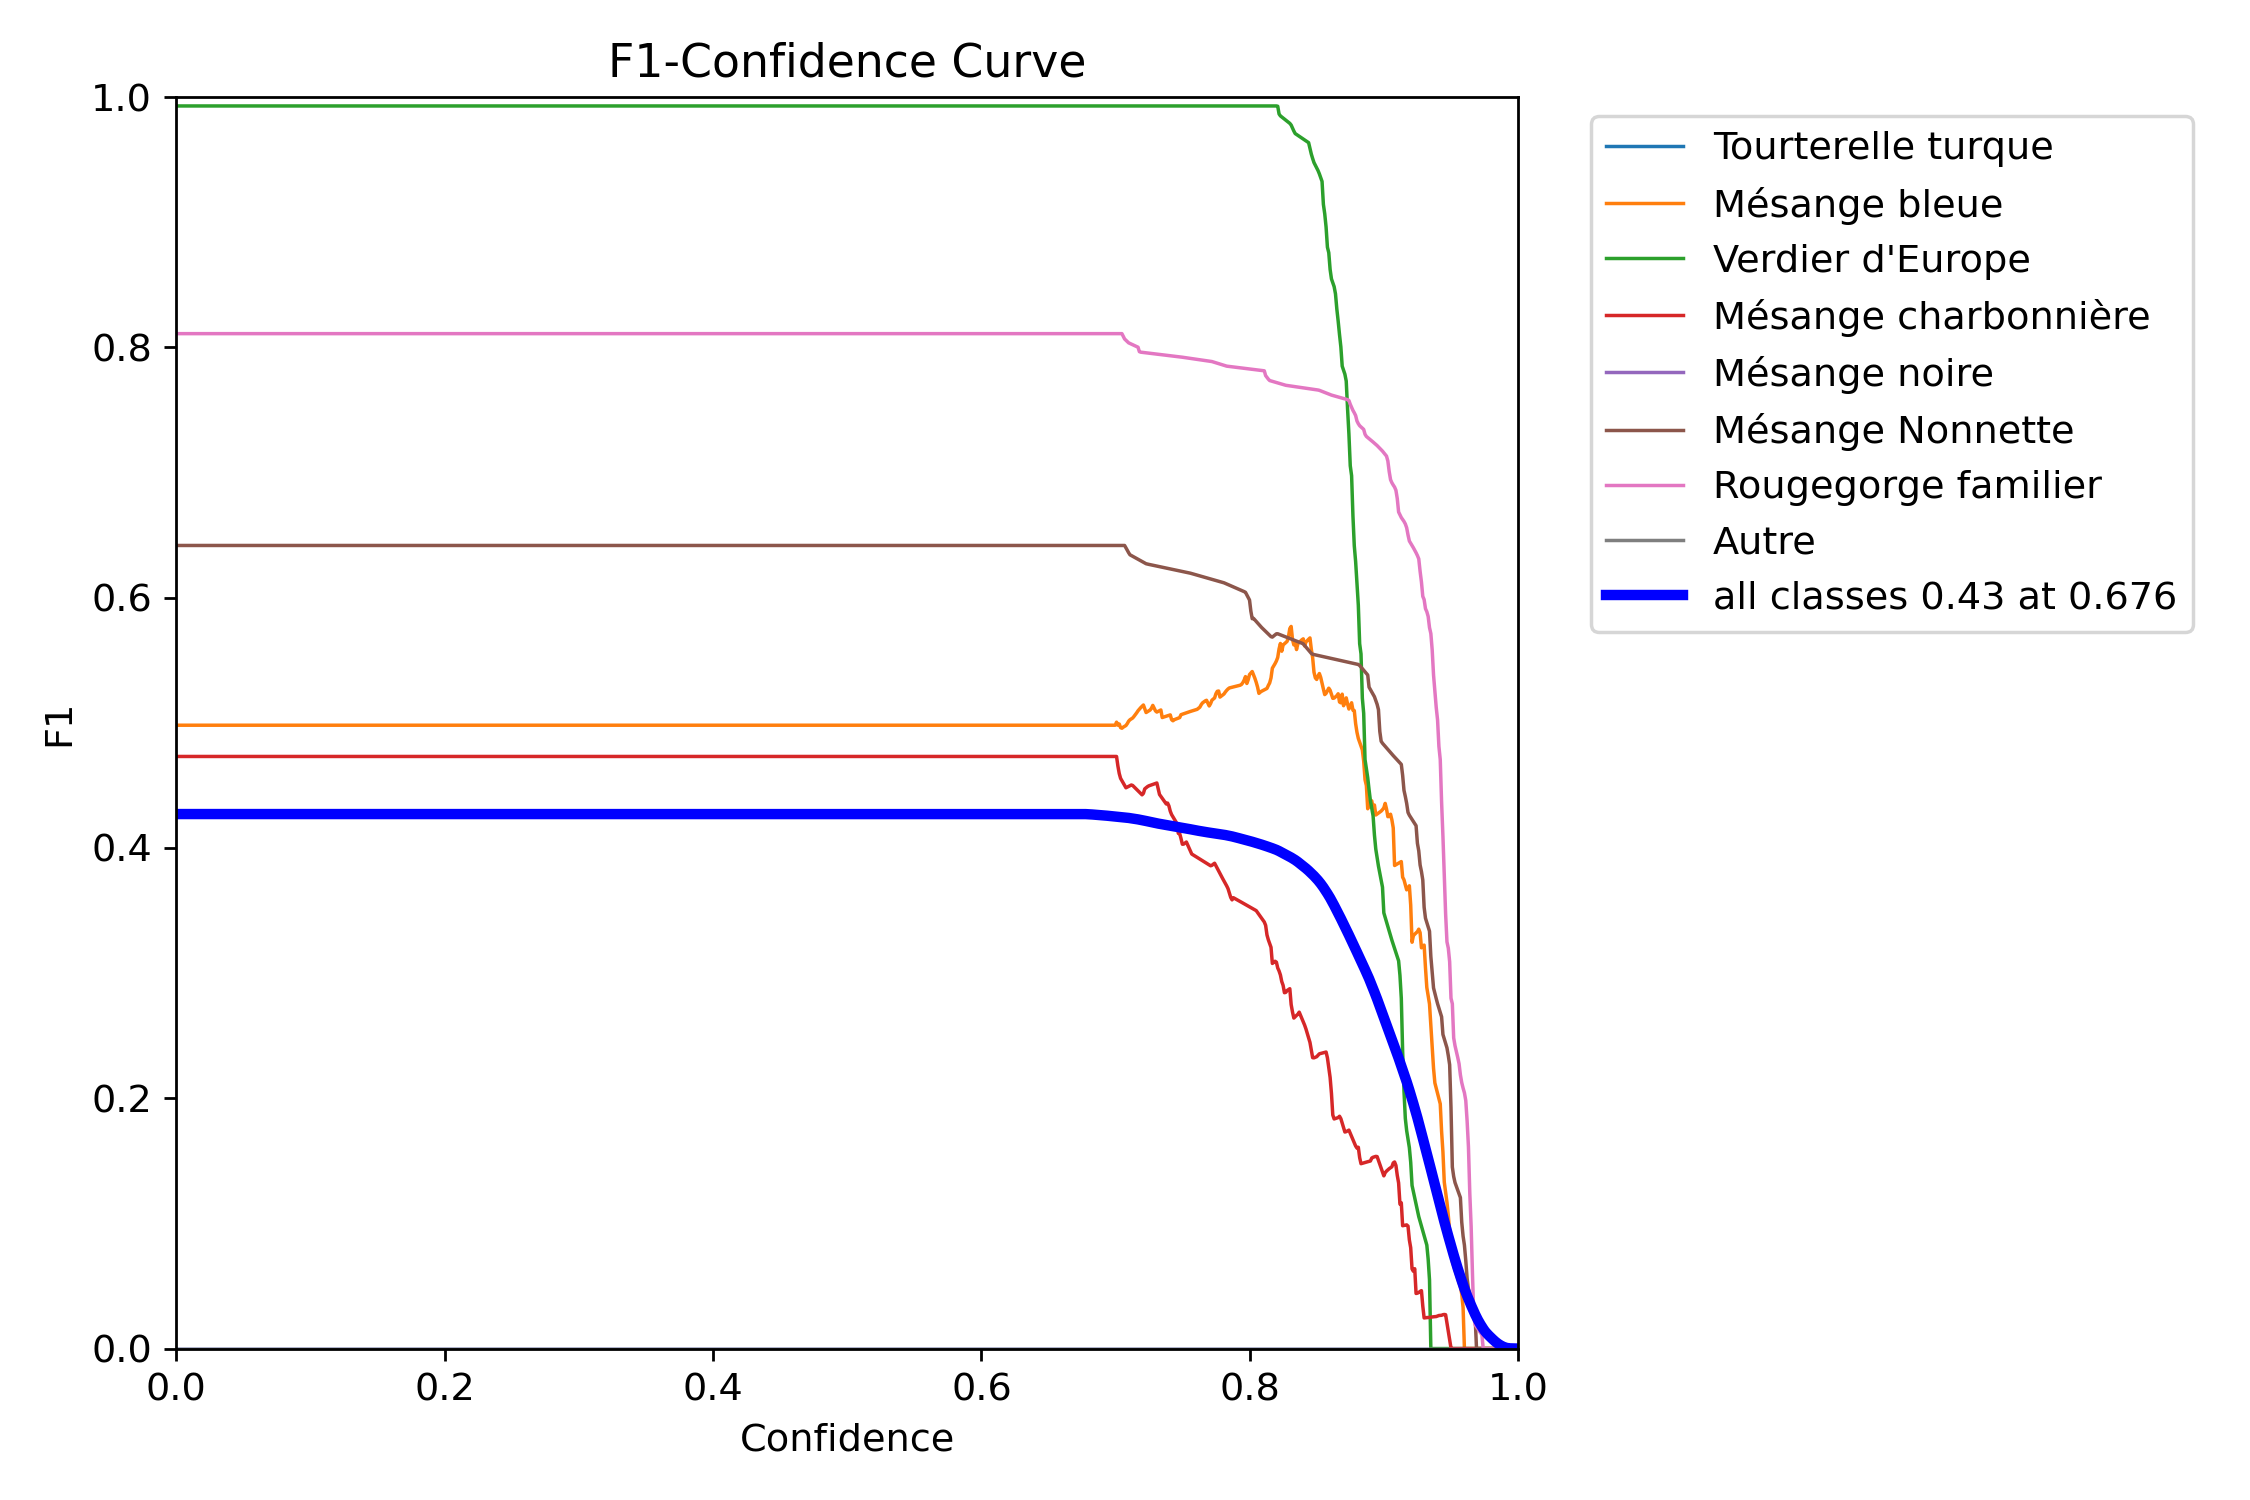 F1-Confidence Curve
1.0
0.8
0.6
0.4
0.2
0.0
F1
0.0 0.2 0.4 0.6 0.8 1.0
Confidence
Tourterelle turque
Mésange bleue
Verdier d'Europe
Mésange charbonnière
Mésange noire
Mésange Nonnette
Rougegorge familier
Autre
all classes 0.43 at 0.676